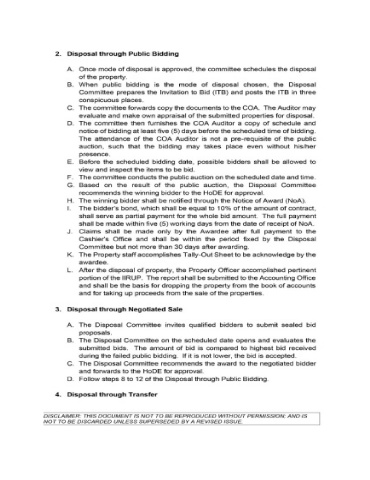 2. Disposal through Public Bidding
A. Once mode of disposal is approved, the committee schedules the disposal
of the property.
B. When public bidding is the mode of disposal chosen, the Disposal
Committee prepares the Invitation to Bid (ITB) and posts the ITB in three
conspicuous places.
C. The committee forwards copy the documents to the COA. The Auditor may
evaluate and make own appraisal of the submitted properties for disposal.
D. The committee then furnishes the COA Auditor a copy of schedule and
notice of bidding at least five (5) days before the scheduled time of bidding.
The attendance of the COA Auditor is not a pre-requisite of the public
auction, such that the bidding may takes place even without his/her
presence.
E. Before the scheduled bidding date, possible bidders shall be allowed to
view and inspect the items to be bid.
F. The committee conducts the public auction on the scheduled date and time.
G. Based on the result of the public auction, the Disposal Committee
recommends the winning bidder to the HoDE for approval.
H. The winning bidder shall be notified through the Notice of Award (NoA).
I. The bidder's bond, which shall be equal to 10% of the amount of contract,
shall serve as partial payment for the whole bid amount. The full payment
shall be made within five (5) working days from the date of receipt of NoA.
J. Claims shall be made only by the Awardee after full payment to the
Cashier's Office and shall be within the period fixed by the Disposal
Committee but not more than 30 days after awarding.
K. The Property staff accomplishes Tally-Out Sheet to be acknowledge by the
awardee.
L. After the disposal of property, the Property Officer accomplished pertinent
portion of the IIRUP. The report shall be submitted to the Accounting Office
and shall be the basis for dropping the property from the book of accounts
and for taking up proceeds from the sale of the properties.
3. Disposal through Negotiated Sale
A. The Disposal Committee invites qualified bidders to submit sealed bid
proposals.
B. The Disposal Committee on the scheduled date opens and evaluates the
submitted bids. The amount of bid is compared to highest bid received
during the failed public bidding. If it is not lower, the bid is accepted.
C. The Disposal Committee recommends the award to the negotiated bidder
and forwards to the HoDE for approval.
D. Follow steps 8 to 12 of the Disposal through Public Bidding.
4. Disposal through Transfer
DISCLAIMER: THIS DOCUMENT IS NOT TO BE REPRODUCED WITHOUT PERMISSION; AND IS
NOT TO BE DISCARDED UNLESS SUPERSEDED BY A REVISED ISSUE.